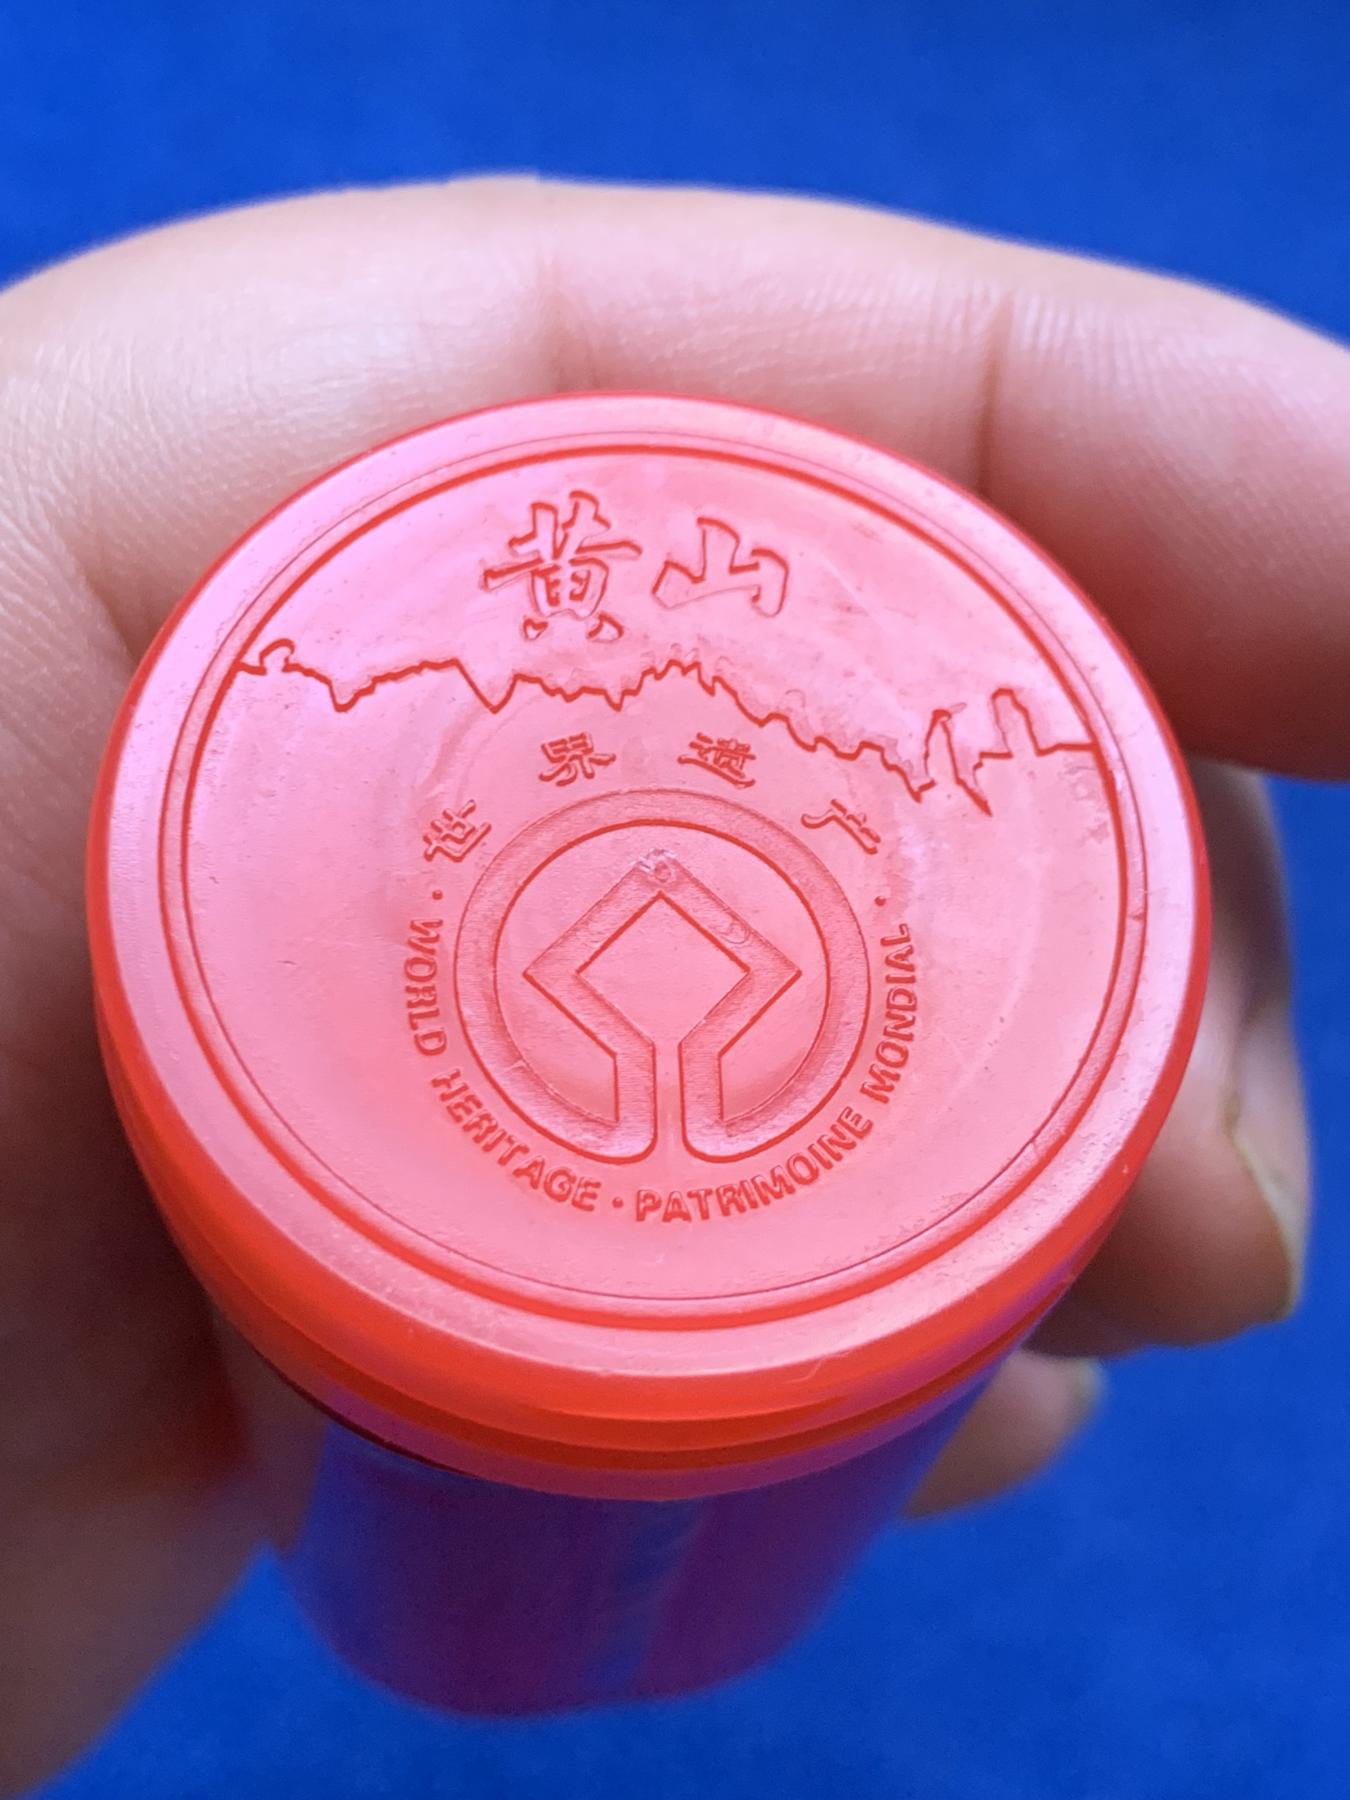 黄山
·世界遗产·
WORLD HERITAGE · PATRIMOINE MONDIAL